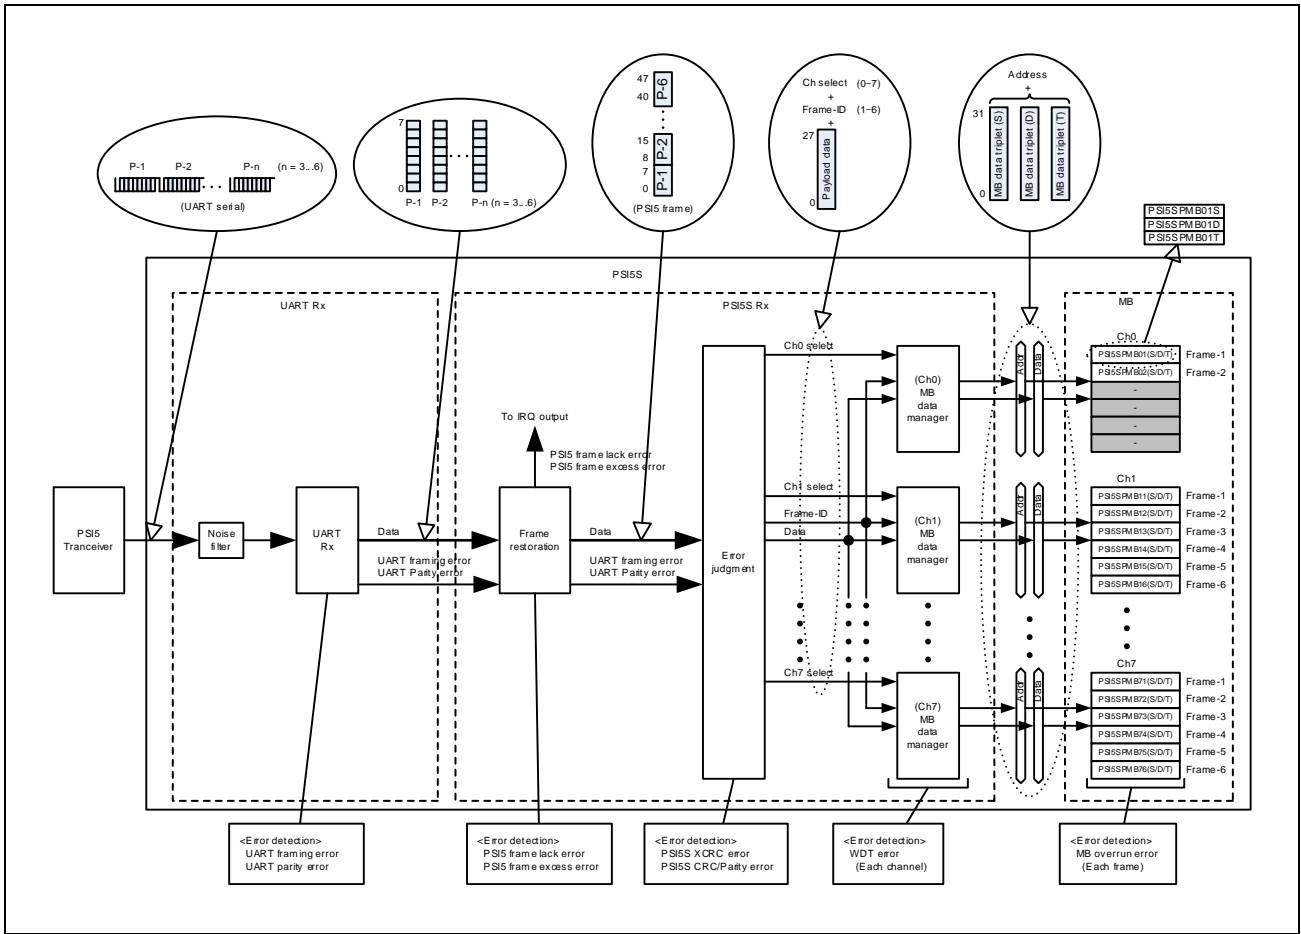 47
40
P-6
15
8
P-2
7
0
P-1
(PSI5 frame)
Ch select (0~7)
+
Frame-ID (1~6)
+
27
0
Payload data
Address
+
31
0
MB data triplet (S)
MB data triplet (D)
MB data triplet (T)
7
0
P-1 P-2 P-n (n = 3...6)
P-1 P-2 P-n (n = 3...6)
(UART serial)
PSI5SPMB01S
PSI5SPMB01D
PSI5SPMB01T
PSI5S
UART Rx
PSI5S Rx
MB
Ch0
PSI5SPMB01(S/D/T) Frame-1
PSI5SPMB02(S/D/T) Frame-2
-
-
-
-
Ch0 select
(Ch0)
MB
data
manager
Addr
Data
To IRQ output
PSI5 frame lack error
PSI5 frame excess error
PSI5
Tranceiver
Noise
filter
UART
Rx
Data
UART framing error
UART Parity error
Frame
restoration
Data
UART framing error
UART Parity error
Error
judgment
Ch1 select
Frame-ID
Data
(Ch1)
MB
data
manager
Addr
Data
Ch1
PSI5SPMB11(S/D/T) Frame-1
PSI5SPMB12(S/D/T) Frame-2
PSI5SPMB13(S/D/T) Frame-3
PSI5SPMB14(S/D/T) Frame-4
PSI5SPMB15(S/D/T) Frame-5
PSI5SPMB16(S/D/T) Frame-6
Ch7 select
(Ch7)
MB
data
manager
Addr
Data
Ch7
PSI5SPMB71(S/D/T) Frame-1
PSI5SPMB72(S/D/T) Frame-2
PSI5SPMB73(S/D/T) Frame-3
PSI5SPMB74(S/D/T) Frame-4
PSI5SPMB75(S/D/T) Frame-5
PSI5SPMB76(S/D/T) Frame-6
<Error detection>
UART framing error
UART parity error
<Error detection>
PSI5 frame lack error
PSI5 frame excess error
<Error detection>
PSI5S XCRC error
PSI5S CRC/Parity error
<Error detection>
WDT error
(Each channel)
<Error detection>
MB overrun error
(Each frame)